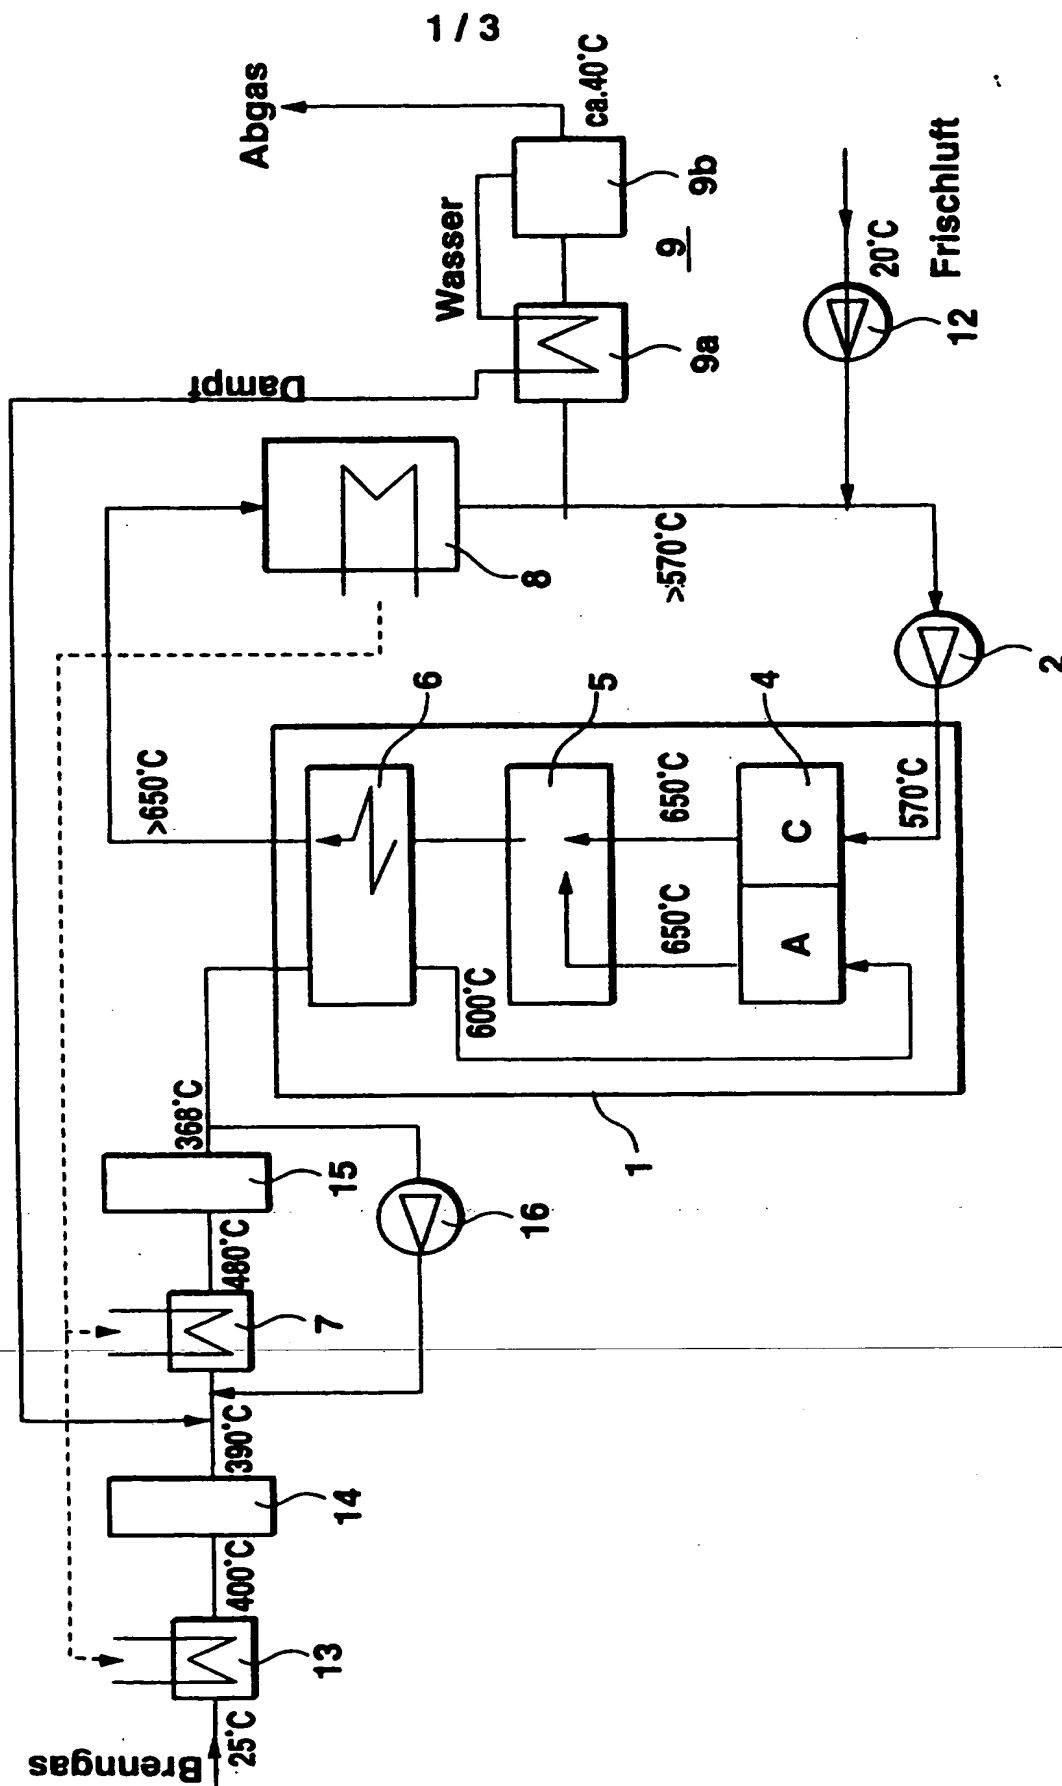 1 / 3
Brenngas
25°C
13
400°C
14
390°C
7
480°C
15
368°C
16
1
>650°C
6
600°C
5
650°C
650°C
4
A
C
570°C
2
8
>570°C
Dampf
Wasser
9a
9
9b
Abgas
ca.40°C
12
20°C
Frischluft